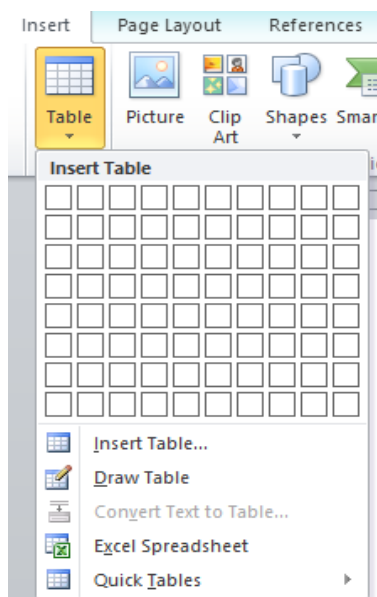 Insert Page Layout References
Table Picture Clip Art Shapes Smar
Insert Table
Insert Table...
Draw Table
Convert Text to Table...
Excel Spreadsheet
Quick Tables